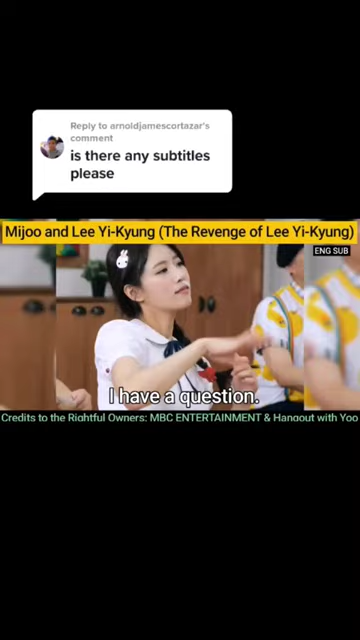 Reply to arnoldjamescortazar's
comment
is there any subtitles
please
Mijoo and Lee Yi-Kyung (The Revenge of Lee Yi-Kyung)
ENG SUB
I have a question.
Credits to the Rightful Owners: MBC ENTERTAINMENT & Hangout with Yoo